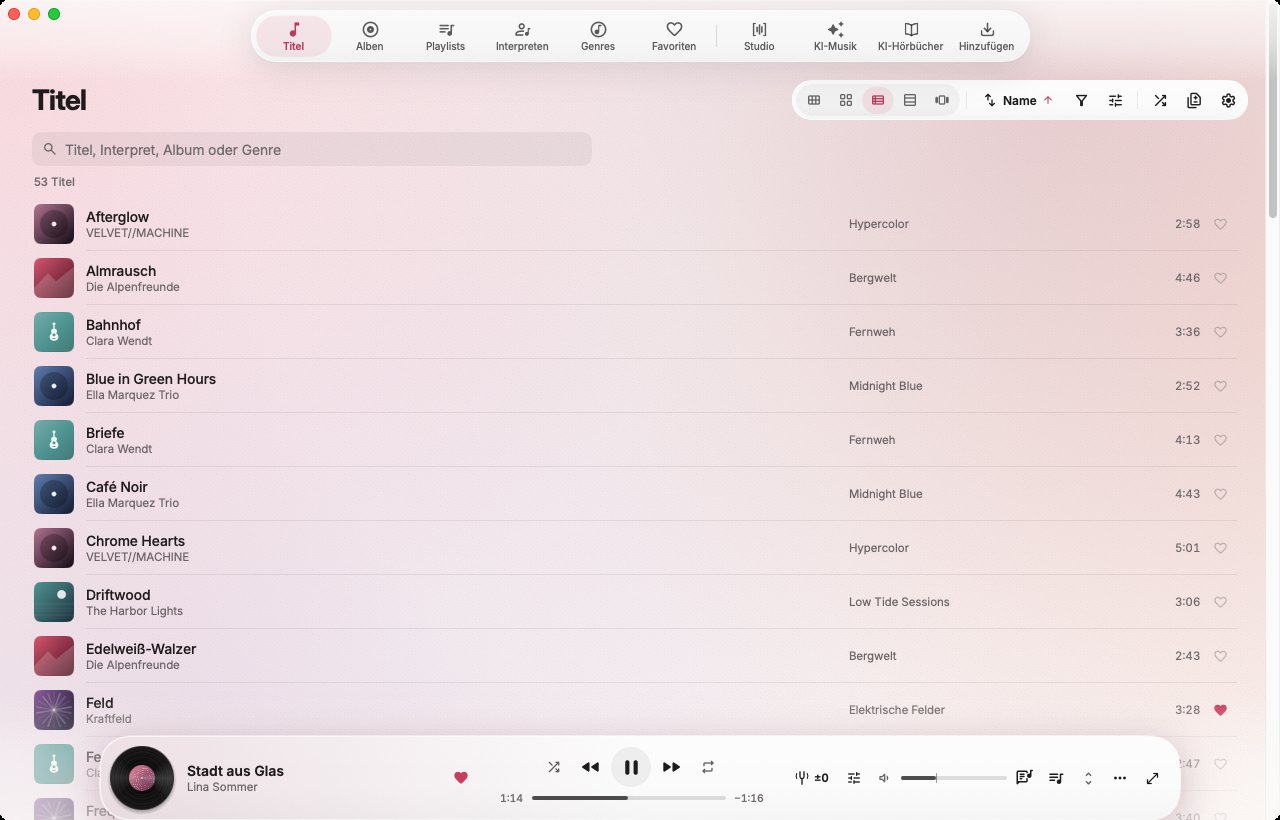 Titel
Alben
Playlists
Interpreten
Genres
Favoriten
Studio
KI-Musik
KI-Hörbücher
Hinzufügen
Titel
Name
Titel, Interpret, Album oder Genre
53 Titel
Afterglow
VELVET//MACHINE
Hypercolor
2:58
Almrausch
Die Alpenfreunde
Bergwelt
4:46
Bahnhof
Clara Wendt
Fernweh
3:36
Blue in Green Hours
Ella Marquez Trio
Midnight Blue
2:52
Briefe
Clara Wendt
Fernweh
4:13
Café Noir
Ella Marquez Trio
Midnight Blue
4:43
Chrome Hearts
VELVET//MACHINE
Hypercolor
5:01
Driftwood
The Harbor Lights
Low Tide Sessions
3:06
Edelweiß-Walzer
Die Alpenfreunde
Bergwelt
2:43
Feld
Kraftfeld
Elektrische Felder
3:28
Stadt aus Glas
Lina Sommer
1:14
−1:16
±0
:47
3:40